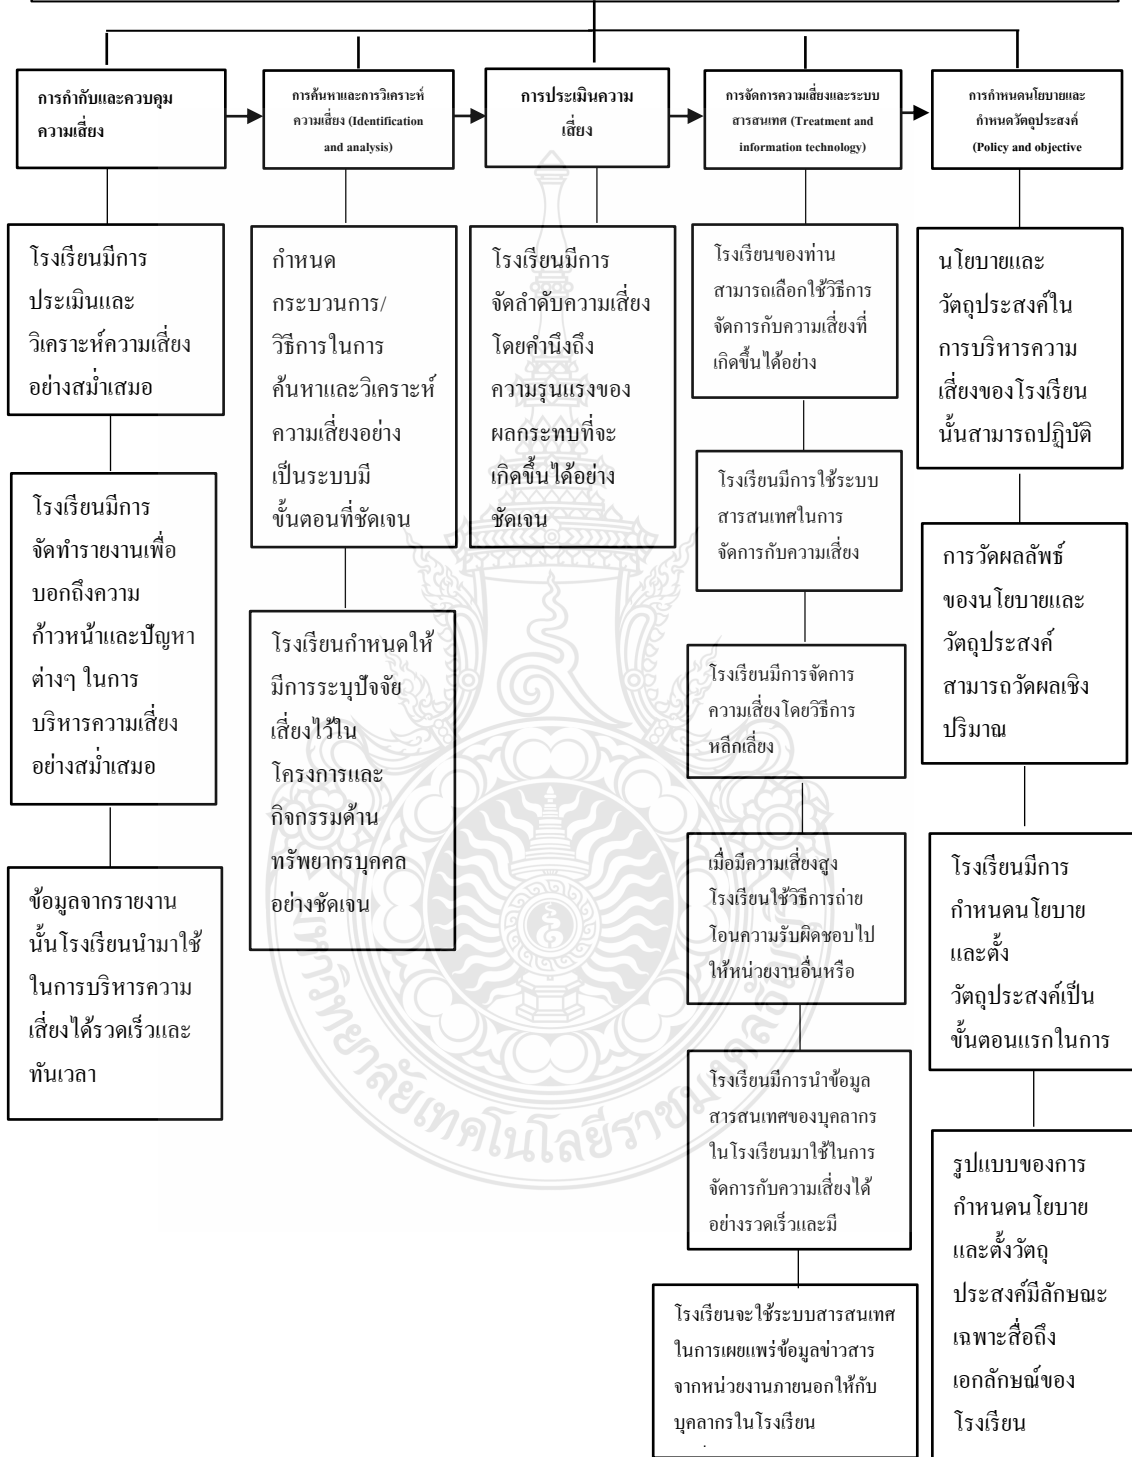 การกำกับและควบคุม
ความเสี่ยง
การค้นหาและการวิเคราะห์
ความเสี่ยง (Identification
and analysis)
การประเมินความ
เสี่ยง
การจัดการความเสี่ยงและระบบ
สารสนเทศ (Treatment and
information technology)
การกำหนดนโยบายและ
กำหนดวัตถุประสงค์
(Policy and objective
โรงเรียนมีการ
ประเมินและ
วิเคราะห์ความเสี่ยง
อย่างสม่ำเสมอ
โรงเรียนมีการ
จัดทำรายงานเพื่อ
บอกถึงความ
ก้าวหน้าและปัญหา
ต่างๆ ในการ
บริหารความเสี่ยง
อย่างสม่ำเสมอ
ข้อมูลจากรายงาน
นั้นโรงเรียนนำมาใช้
ในการบริหารความ
เสี่ยงได้รวดเร็วและ
ทันเวลา
กำหนด
กระบวนการ/
วิธีการในการ
ค้นหาและวิเคราะห์
ความเสี่ยงอย่าง
เป็นระบบมี
ขั้นตอนที่ชัดเจน
โรงเรียนกำหนดให้
มีการระบุปัจจัย
เสี่ยงไว้ใน
โครงการและ
กิจกรรมด้าน
ทรัพยากรบุคคล
อย่างชัดเจน
โรงเรียนมีการ
จัดลำดับความเสี่ยง
โดยคำนึงถึง
ความรุนแรงของ
ผลกระทบที่จะ
เกิดขึ้นได้อย่าง
ชัดเจน
โรงเรียนของท่าน
สามารถเลือกใช้วิธีการ
จัดการกับความเสี่ยงที่
เกิดขึ้นได้อย่าง
โรงเรียนมีการใช้ระบบ
สารสนเทศในการ
จัดการกับความเสี่ยง
โรงเรียนมีการจัดการ
ความเสี่ยงโดยวิธีการ
หลีกเลี่ยง
เมื่อมีความเสี่ยงสูง
โรงเรียนใช้วิธีการถ่าย
โอนความรับผิดชอบไป
ให้หน่วยงานอื่นหรือ
โรงเรียนมีการนำข้อมูล
สารสนเทศของบุคลากร
ในโรงเรียนมาใช้ในการ
จัดการกับความเสี่ยงได้
อย่างรวดเร็วและมี
โรงเรียนจะใช้ระบบสารสนเทศ
ในการเผยแพร่ข้อมูลข่าวสาร
จากหน่วยงานภายนอกให้กับ
บุคลากรในโรงเรียน
นโยบายและ
วัตถุประสงค์ใน
การบริหารความ
เสี่ยงของโรงเรียน
นั้นสามารถปฏิบัติ
การวัดผลลัพธ์
ของนโยบายและ
วัตถุประสงค์
สามารถวัดผลเชิง
ปริมาณ
โรงเรียนมีการ
กำหนดนโยบาย
และตั้ง
วัตถุประสงค์เป็น
ขั้นตอนแรกในการ
รูปแบบของการ
กำหนดนโยบาย
และตั้งวัตถุ
ประสงค์มีลักษณะ
เฉพาะสื่อถึง
เอกลักษณ์ของ
โรงเรียน